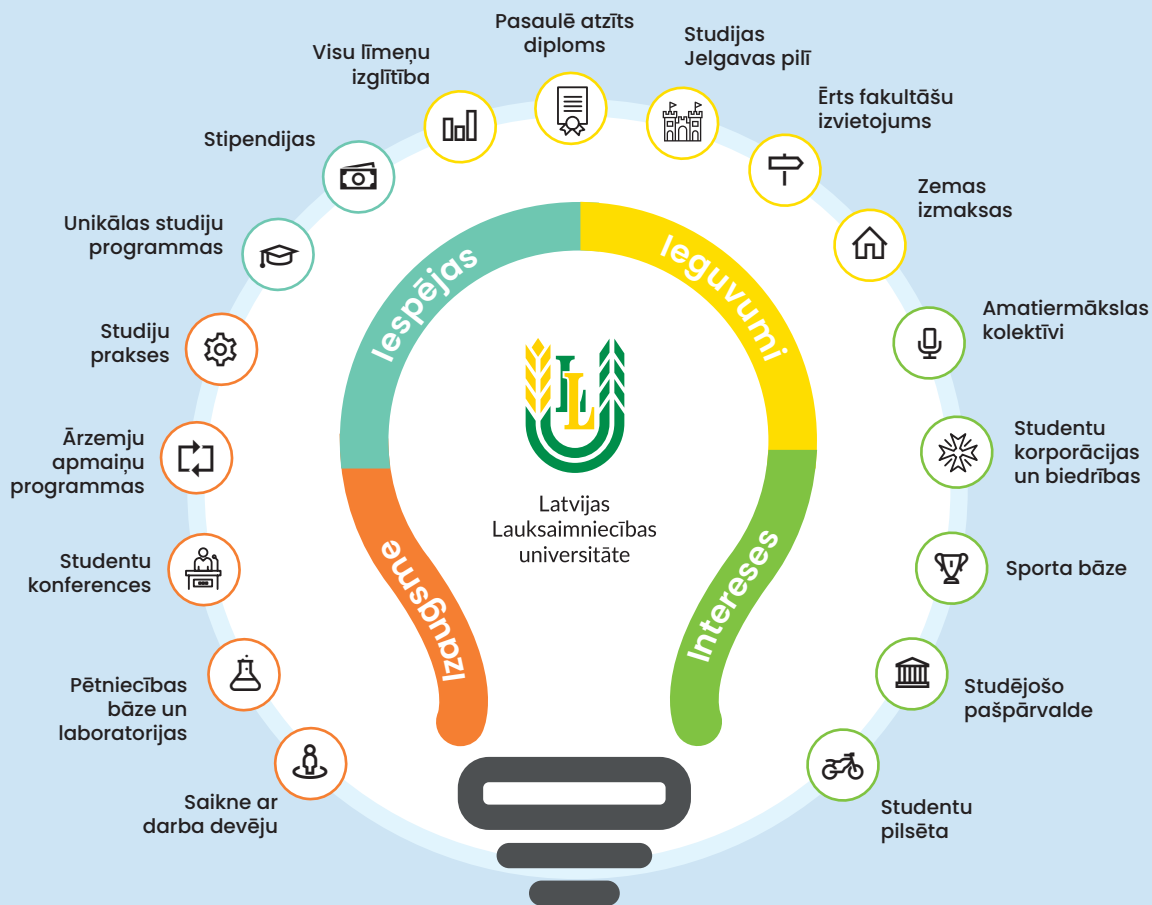 Pasaulē atzīts
diploms
Studijas
Jelgavas pilī
Visu līmeņu
izglītība
Ērts fakultāšu
izvietojums
Stipendijas
Zemas
izmaksas
Unikālas studiju
programmas
Amatiermākslas
kolektīvi
Studiju
prakses
Ārzemju
apmaiņu
programmas
Studentu
korporācijas
un biedrības
Studentu
konferences
Sporta bāze
Pētniecības
bāze un
laboratorijas
Studējošo
pašpārvalde
Saikne ar
darba devēju
Studentu
pilsēta
Iespējas
Ieguvumi
Izaugsme
Intereses
LLU
Latvijas
Lauksaimniecības
universitāte